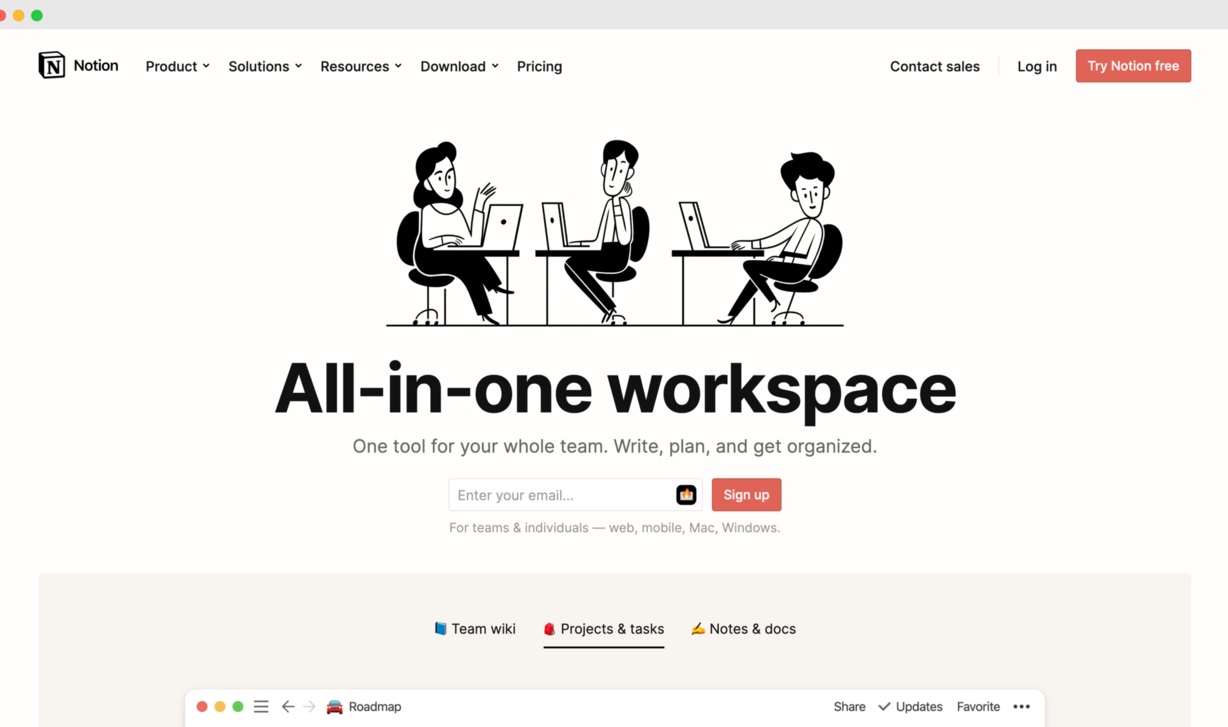 Notion Product Solutions Resources Download Pricing Contact sales Log in Try Notion free
All-in-one workspace
One tool for your whole team. Write, plan, and get organized.
Enter your email... Sign up
For teams & individuals — web, mobile, Mac, Windows.
Team wiki Projects & tasks Notes & docs
Roadmap Share Updates Favorite